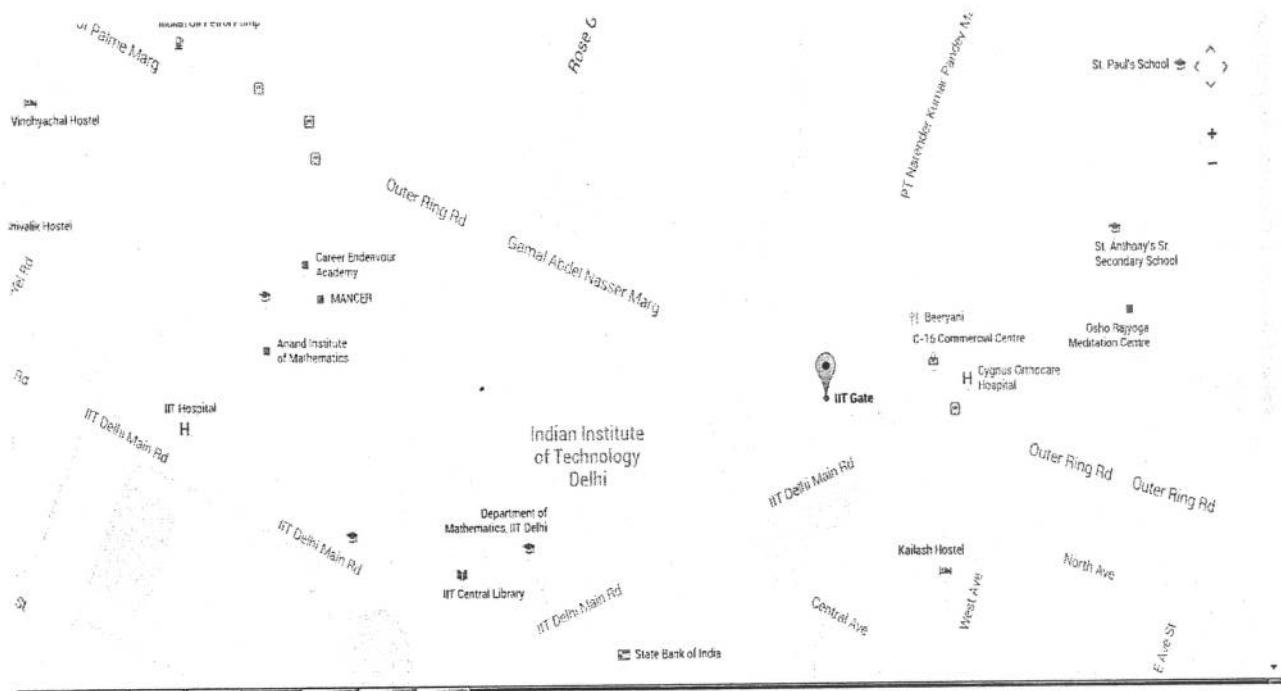 Palme Marg
Rose G
PT Narender Kumar Pandey
St. Paul's School
Vindhyachal Hostel
Outer Ring Rd
Hostel
Gamal Abdel Nasser Marg
St. Anthony's Sr.
Secondary School
Career Endeavour
Academy
MANCER
Beeryani
C-16 Commercial Centre
Osho Rajyoga
Meditation Centre
Anand Institute
of Mathematics
Cygnus Orthocare
Hospital
Rd
IIT Gate
IIT Hospital
H
H
IIT Delhi Main Rd
Indian Institute
of Technology
Delhi
Outer Ring Rd
Outer Ring Rd
IIT Delhi Main Rd
Department of
Mathematics, IIT Delhi
IIT Delhi Main Rd
Kailash Hostel
North Ave
IIT Central Library
IIT Delhi Main Rd
Central Ave
West Ave
St
State Bank of India
E Ave St